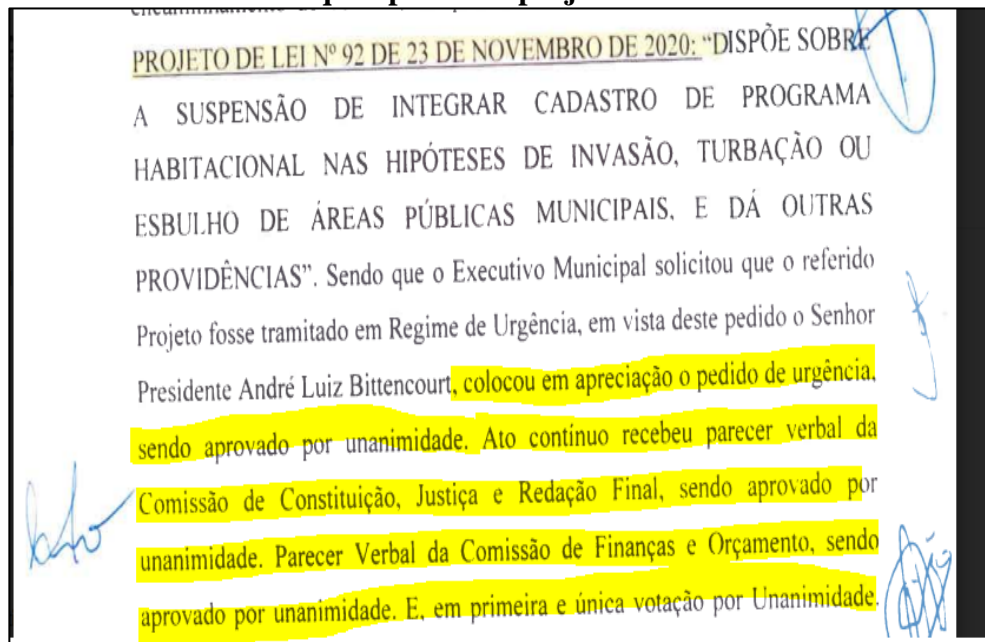 PROJETO DE LEI Nº 92 DE 23 DE NOVEMBRO DE 2020: “DISPÕE SOBRE
A SUSPENSÃO DE INTEGRAR CADASTRO DE PROGRAMA
HABITACIONAL NAS HIPÓTESES DE INVASÃO, TURBAÇÃO OU
ESBULHO DE ÁREAS PÚBLICAS MUNICIPAIS, E DÁ OUTRAS
PROVIDÊNCIAS”. Sendo que o Executivo Municipal solicitou que o referido
Projeto fosse tramitado em Regime de Urgência, em vista deste pedido o Senhor
Presidente André Luiz Bittencourt, colocou em apreciação o pedido de urgência,
sendo aprovado por unanimidade. Ato contínuo recebeu parecer verbal da
Comissão de Constituição, Justiça e Redação Final, sendo aprovado por
unanimidade. Parecer Verbal da Comissão de Finanças e Orçamento, sendo
aprovado por unanimidade. E, em primeira e única votação por Unanimidade.